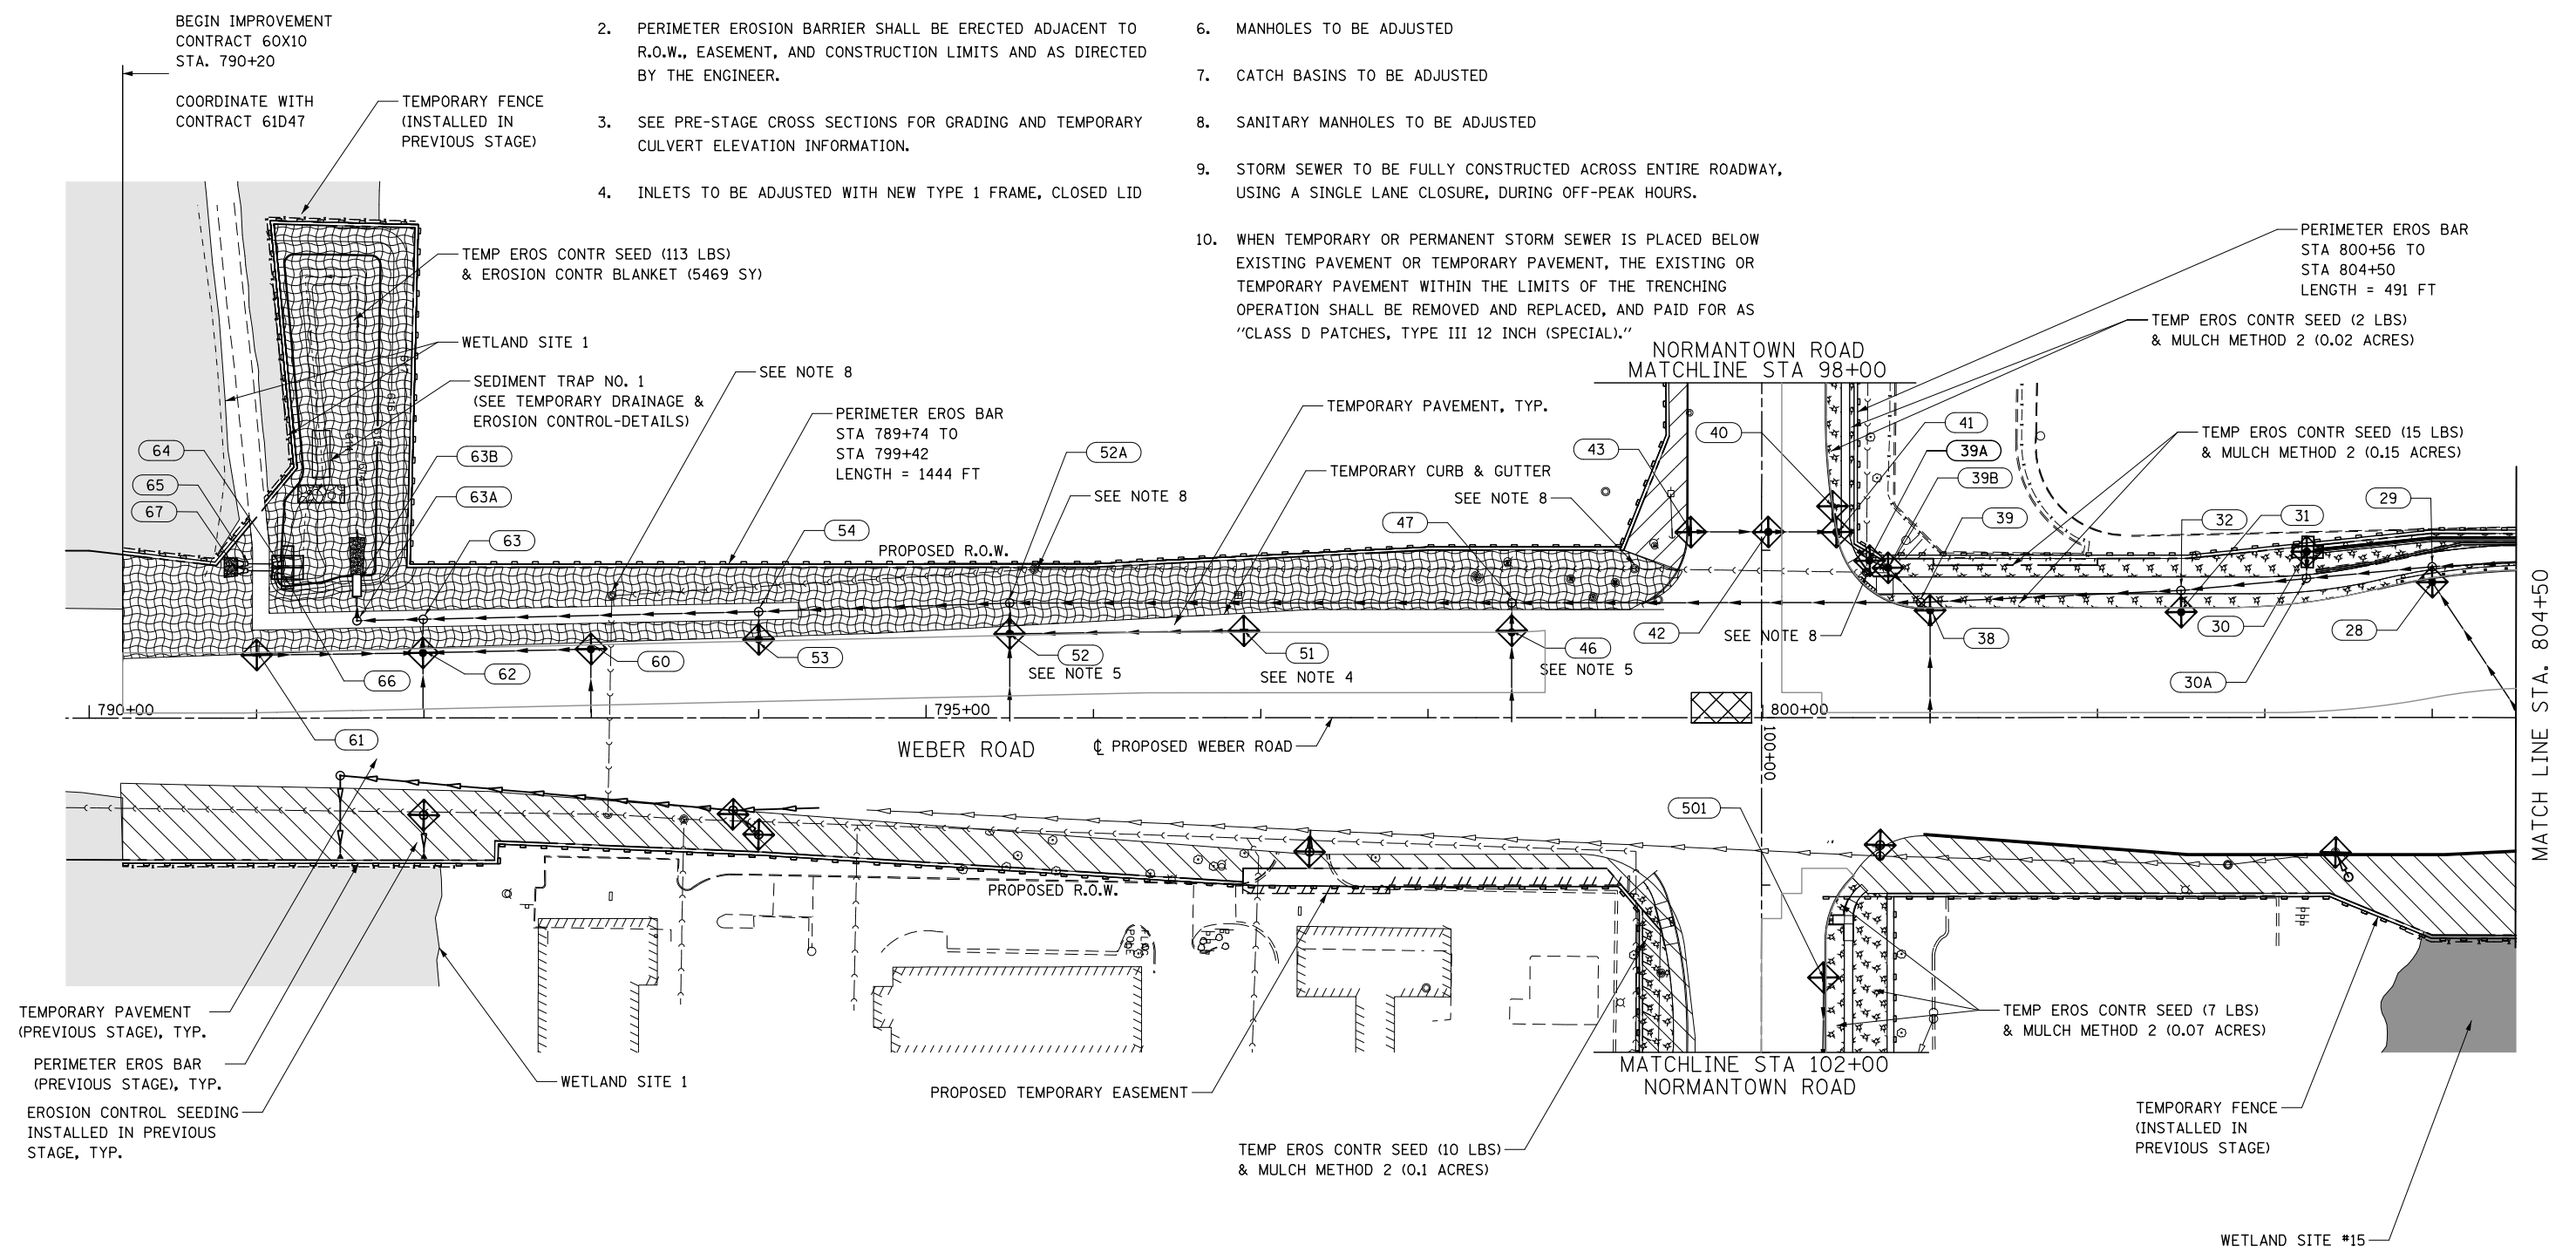 BEGIN IMPROVEMENT
CONTRACT 60X10
STA. 790+20
COORDINATE WITH
CONTRACT 61D47
TEMPORARY FENCE
(INSTALLED IN
PREVIOUS STAGE)
2. PERIMETER EROSION BARRIER SHALL BE ERECTED ADJACENT TO
R.O.W., EASEMENT, AND CONSTRUCTION LIMITS AND AS DIRECTED
BY THE ENGINEER.
3. SEE PRE-STAGE CROSS SECTIONS FOR GRADING AND TEMPORARY
CULVERT ELEVATION INFORMATION.
4. INLETS TO BE ADJUSTED WITH NEW TYPE 1 FRAME, CLOSED LID
6. MANHOLES TO BE ADJUSTED
7. CATCH BASINS TO BE ADJUSTED
8. SANITARY MANHOLES TO BE ADJUSTED
9. STORM SEWER TO BE FULLY CONSTRUCTED ACROSS ENTIRE ROADWAY,
USING A SINGLE LANE CLOSURE, DURING OFF-PEAK HOURS.
10. WHEN TEMPORARY OR PERMANENT STORM SEWER IS PLACED BELOW
EXISTING PAVEMENT OR TEMPORARY PAVEMENT, THE EXISTING OR
TEMPORARY PAVEMENT WITHIN THE LIMITS OF THE TRENCHING
OPERATION SHALL BE REMOVED AND REPLACED, AND PAID FOR AS
"CLASS D PATCHES, TYPE III 12 INCH (SPECIAL)."
PERIMETER EROS BAR
STA 800+56 TO
STA 804+50
LENGTH = 491 FT
TEMP EROS CONTR SEED (2 LBS)
& MULCH METHOD 2 (0.02 ACRES)
TEMP EROS CONTR SEED (113 LBS)
& EROSION CONTR BLANKET (5469 SY)
WETLAND SITE 1
SEDIMENT TRAP NO. 1
(SEE TEMPORARY DRAINAGE &
EROSION CONTROL-DETAILS)
SEE NOTE 8
PERIMETER EROS BAR
STA 789+74 TO
STA 799+42
LENGTH = 1444 FT
NORMANTOWN ROAD
MATCHLINE STA 98+00
TEMPORARY PAVEMENT, TYP.
TEMPORARY CURB & GUTTER
TEMP EROS CONTR SEED (15 LBS)
& MULCH METHOD 2 (0.15 ACRES)
64
65
67
63B
63A
63
54
52A
SEE NOTE 8
SEE NOTE 8
47
43
40
41
39A
39B
39
32
31
29
PROPOSED R.O.W.
66
62
60
53
52
SEE NOTE 5
51
SEE NOTE 4
46
SEE NOTE 5
42
SEE NOTE 8
38
30
30A
28
61
790+00
795+00
800+00
100+00
WEBER ROAD
℄ PROPOSED WEBER ROAD
MATCH LINE STA. 804+50
501
PROPOSED R.O.W.
TEMPORARY PAVEMENT
(PREVIOUS STAGE), TYP.
PERIMETER EROS BAR
(PREVIOUS STAGE), TYP.
EROSION CONTROL SEEDING
INSTALLED IN PREVIOUS
STAGE, TYP.
WETLAND SITE 1
PROPOSED TEMPORARY EASEMENT
TEMP EROS CONTR SEED (10 LBS)
& MULCH METHOD 2 (0.1 ACRES)
MATCHLINE STA 102+00
NORMANTOWN ROAD
TEMP EROS CONTR SEED (7 LBS)
& MULCH METHOD 2 (0.07 ACRES)
TEMPORARY FENCE
(INSTALLED IN
PREVIOUS STAGE)
WETLAND SITE #15